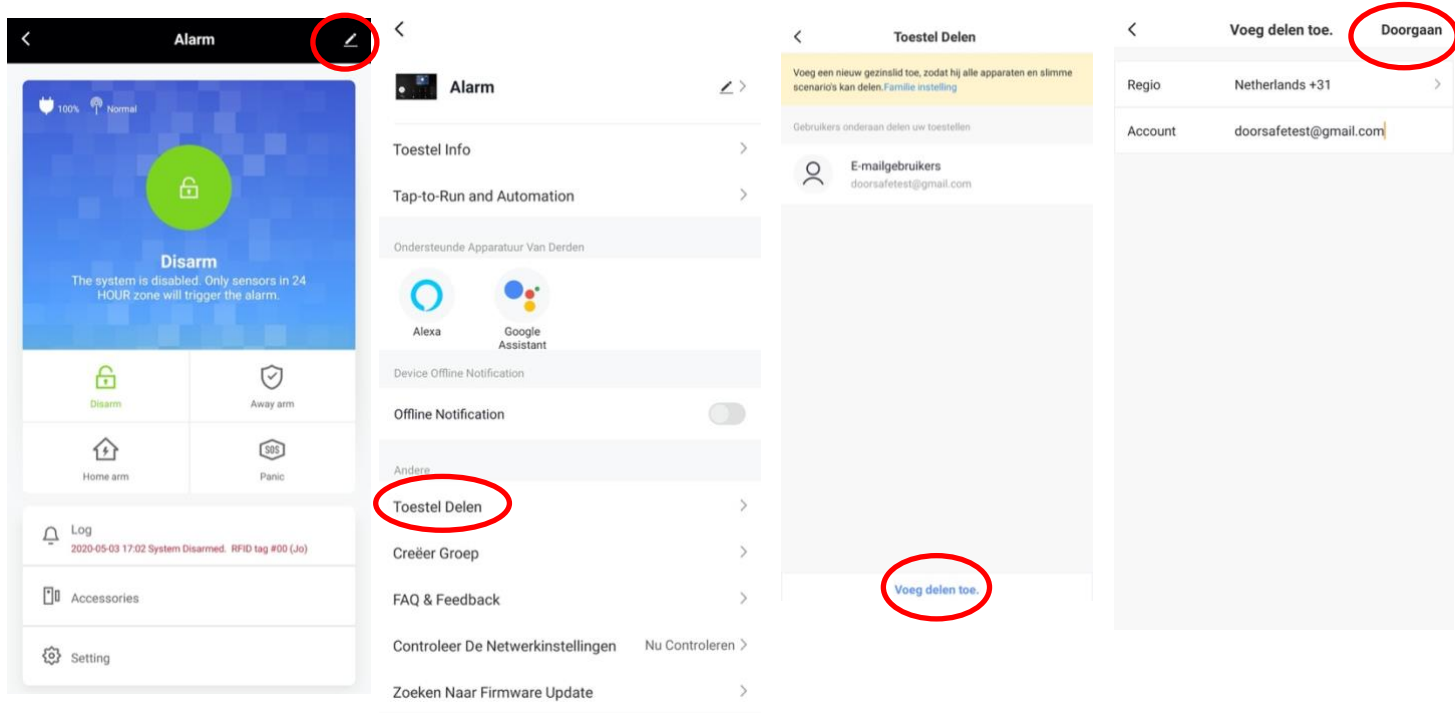 Alarm
100% Normal
Disarm
The system is disabled. Only sensors in 24
HOUR zone will trigger the alarm.
Disarm
Away arm
Home arm
SOS
Panic
Log
2020-05-03 17:02 System Disarmed. RFID tag #00 (Jo)
Accessories
Setting
Alarm
Toestel Info
Tap-to-Run and Automation
Ondersteunde Apparatuur Van Derden
Alexa
Google
Assistant
Device Offline Notification
Offline Notification
Andere
Toestel Delen
Creëer Groep
FAQ & Feedback
Controleer De Netwerkinstellingen Nu Controleren
Zoeken Naar Firmware Update
Toestel Delen
Voeg een nieuw gezinslid toe, zodat hij alle apparaten en slimme
scenario's kan delen.Familie instelling
Gebruikers onderaan delen uw toestellen
E-mailgebruikers
doorsafetest@gmail.com
Voeg delen toe.
Voeg delen toe. Doorgaan
Regio Netherlands +31
Account doorsafetest@gmail.com